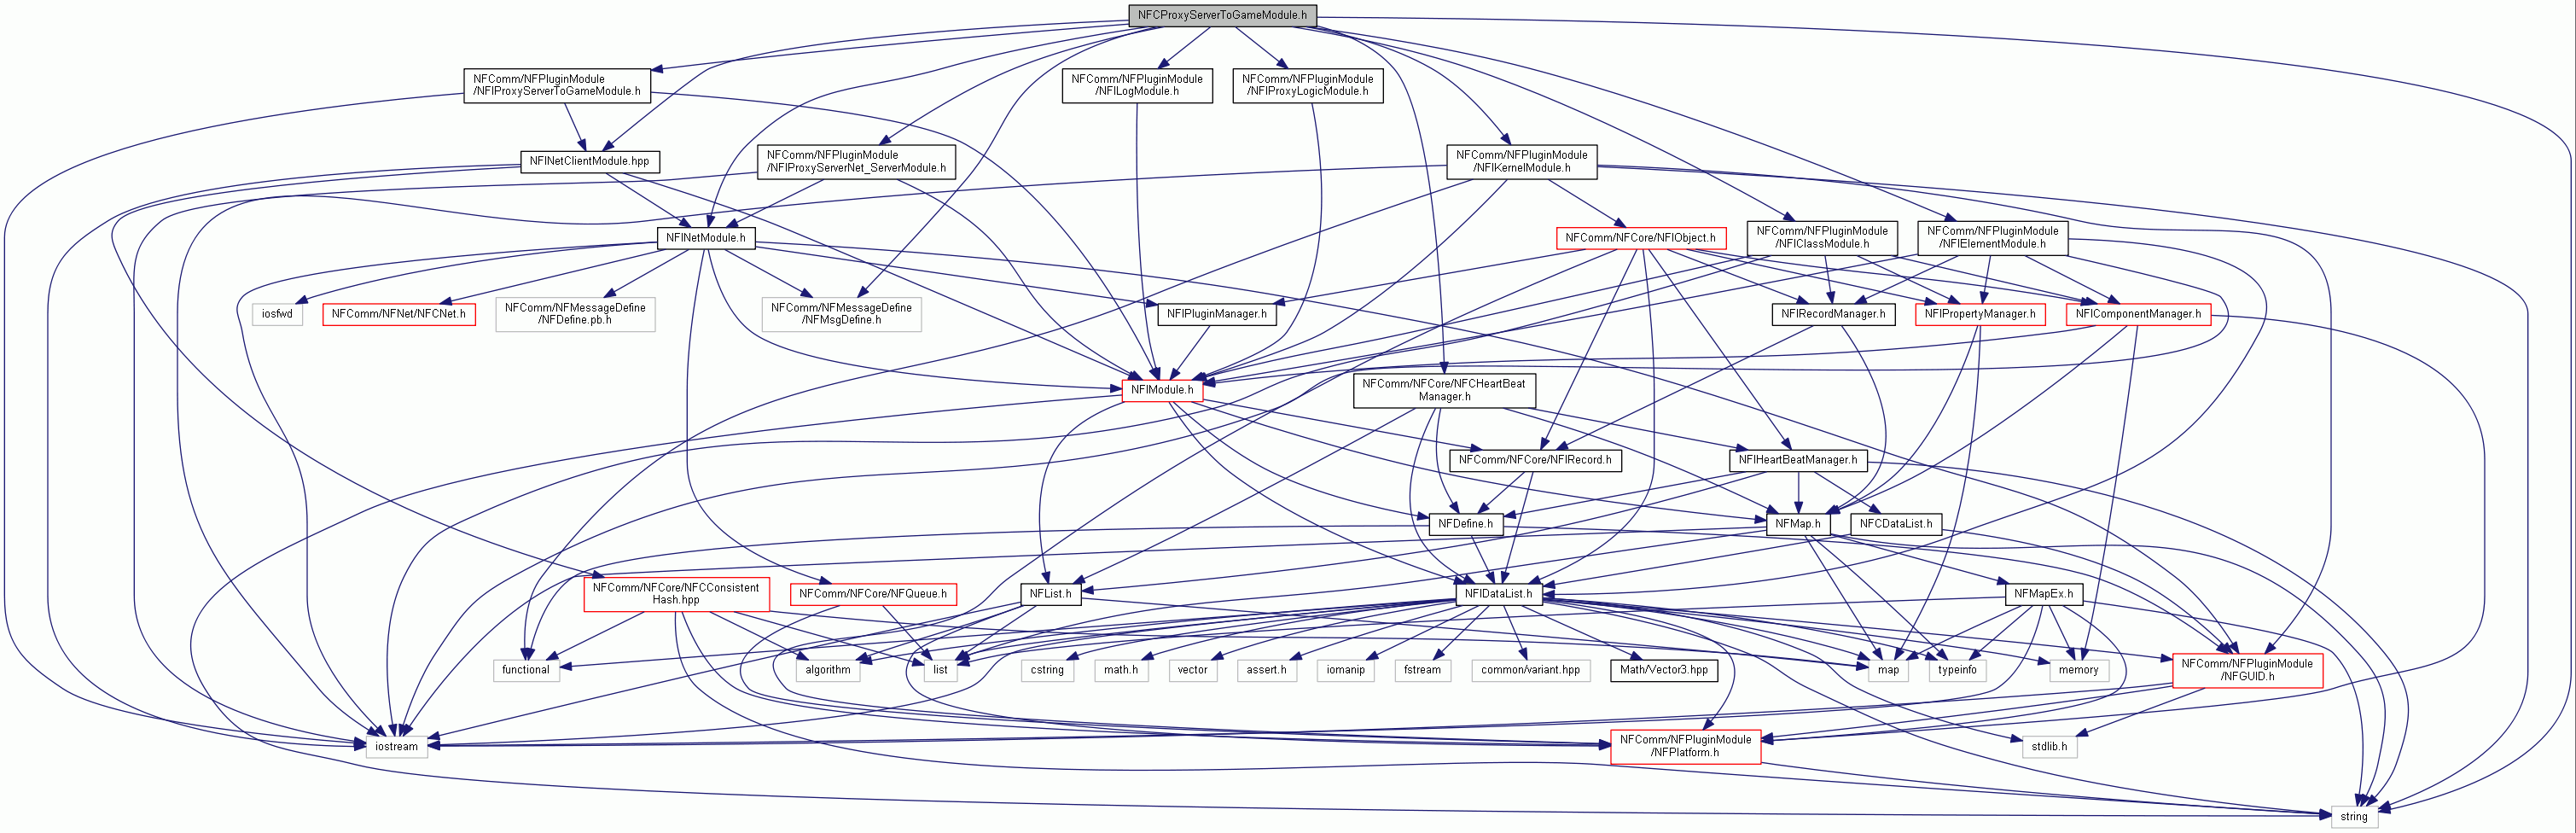 NFCProxyServerToGameModule.h
NFComm/NFPluginModule
/NFIProxyServerToGameModule.h
NFComm/NFPluginModule
/NFILogModule.h
NFComm/NFPluginModule
/NFIProxyLogicModule.h
NFINetClientModule.hpp
NFComm/NFPluginModule
/NFIProxyServerNet_ServerModule.h
NFComm/NFPluginModule
/NFIKernelModule.h
NFINetModule.h
NFComm/NFCore/NFIObject.h
NFComm/NFPluginModule
/NFIClassModule.h
NFComm/NFPluginModule
/NFIElementModule.h
iosfwd
NFComm/NFNet/NFCNet.h
NFComm/NFMessageDefine
/NFDefine.pb.h
NFComm/NFMessageDefine
/NFMsgDefine.h
NFIPluginManager.h
NFIRecordManager.h
NFIPropertyManager.h
NFIComponentManager.h
NFIModule.h
NFComm/NFCore/NFCHeartBeat
Manager.h
NFComm/NFCore/NFIRecord.h
NFIHeartBeatManager.h
NFDefine.h
NFMap.h
NFCDataList.h
NFComm/NFCore/NFCConsistent
Hash.hpp
NFComm/NFCore/NFQueue.h
NFList.h
NFIDataList.h
NFMapEx.h
functional
algorithm
list
cstring
math.h
vector
assert.h
iomanip
fstream
common/variant.hpp
Math/Vector3.hpp
map
typeinfo
memory
NFComm/NFPluginModule
/NFGUID.h
iostream
NFComm/NFPluginModule
/NFPlatform.h
stdlib.h
string